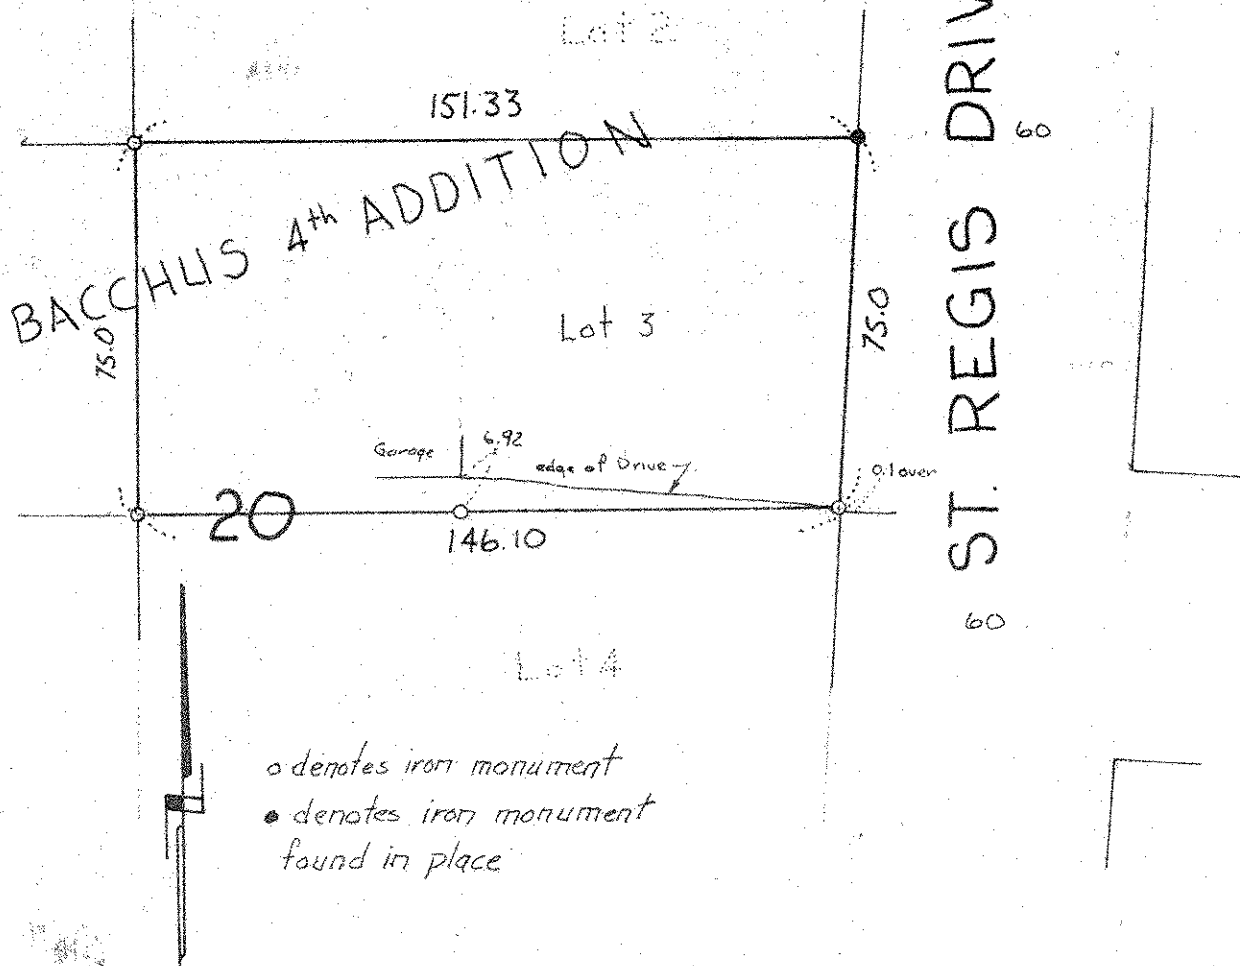 Lot 2
151.33
ST. REGIS DRIV
60
BACCHUS 4th ADDITION
75.0
Lot 3
75.0
Garage
6.92
edge of Drive
0.1 over
20
146.10
60
Lot 4
o denotes iron monument
● denotes iron monument
found in place